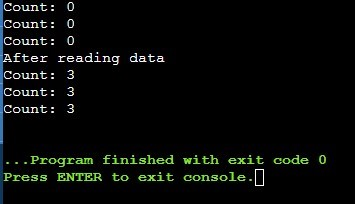 Count: 0
Count: 0
Count: 0
After reading data
Count: 3
Count: 3
Count: 3
...Program finished with exit code 0
Press ENTER to exit console.